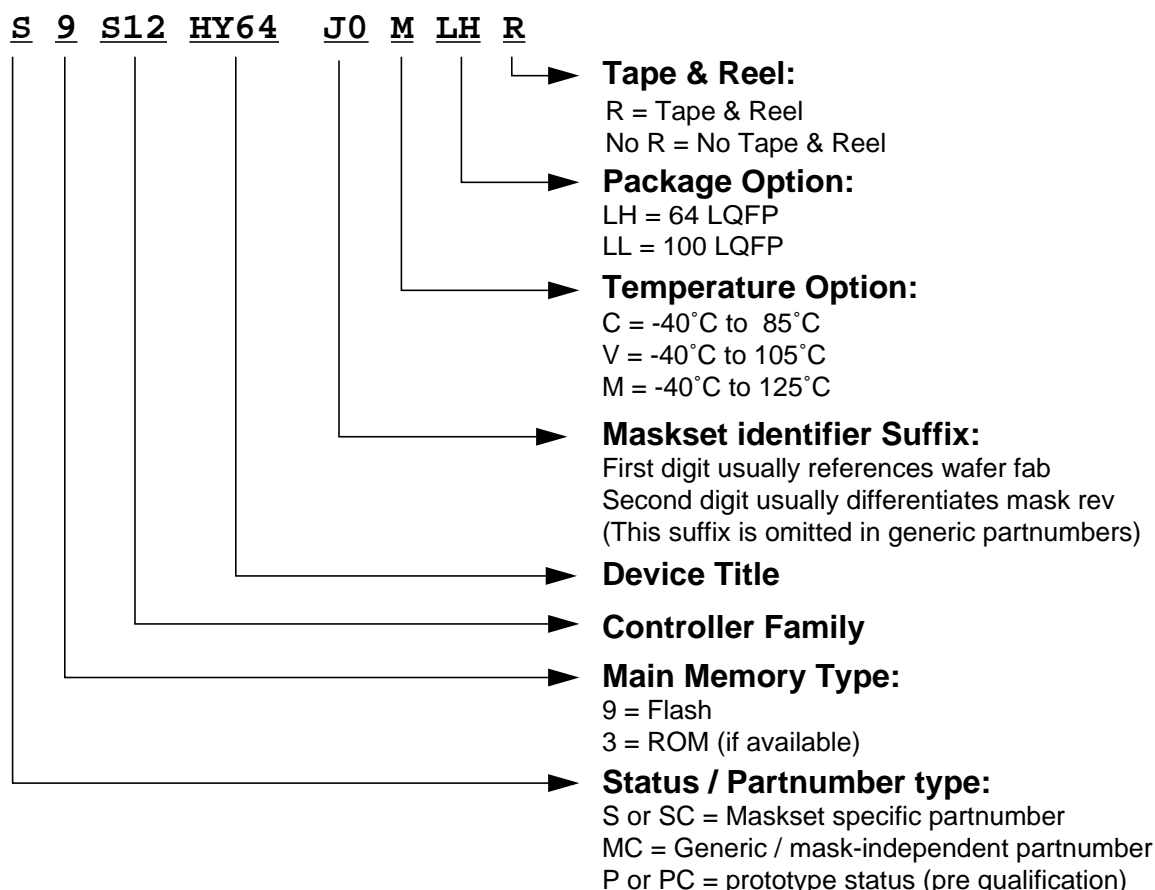 S 9 S12 HY64 J0 M LH R
Tape & Reel:
R = Tape & Reel
No R = No Tape & Reel
Package Option:
LH = 64 LQFP
LL = 100 LQFP
Temperature Option:
C = -40˚C to 85˚C
V = -40˚C to 105˚C
M = -40˚C to 125˚C
Maskset identifier Suffix:
First digit usually references wafer fab
Second digit usually differentiates mask rev
(This suffix is omitted in generic partnumbers)
Device Title
Controller Family
Main Memory Type:
9 = Flash
3 = ROM (if available)
Status / Partnumber type:
S or SC = Maskset specific partnumber
MC = Generic / mask-independent partnumber
P or PC = prototype status (pre qualification)